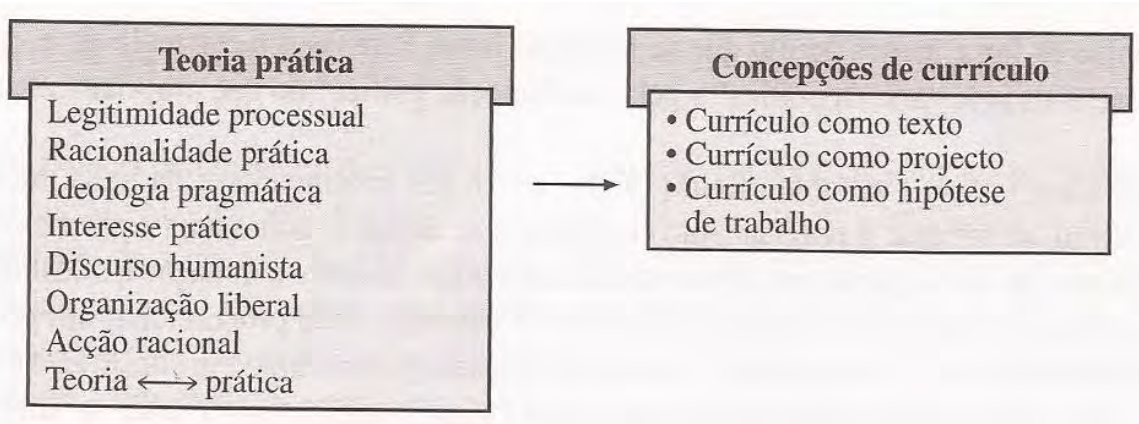 Teoria prática
Legitimidade processual
Racionalidade prática
Ideologia pragmática
Interesse prático
Discurso humanista
Organização liberal
Acção racional
Teoria ⟷ prática
Concepções de currículo
• Currículo como texto
• Currículo como projecto
• Currículo como hipótese
de trabalho